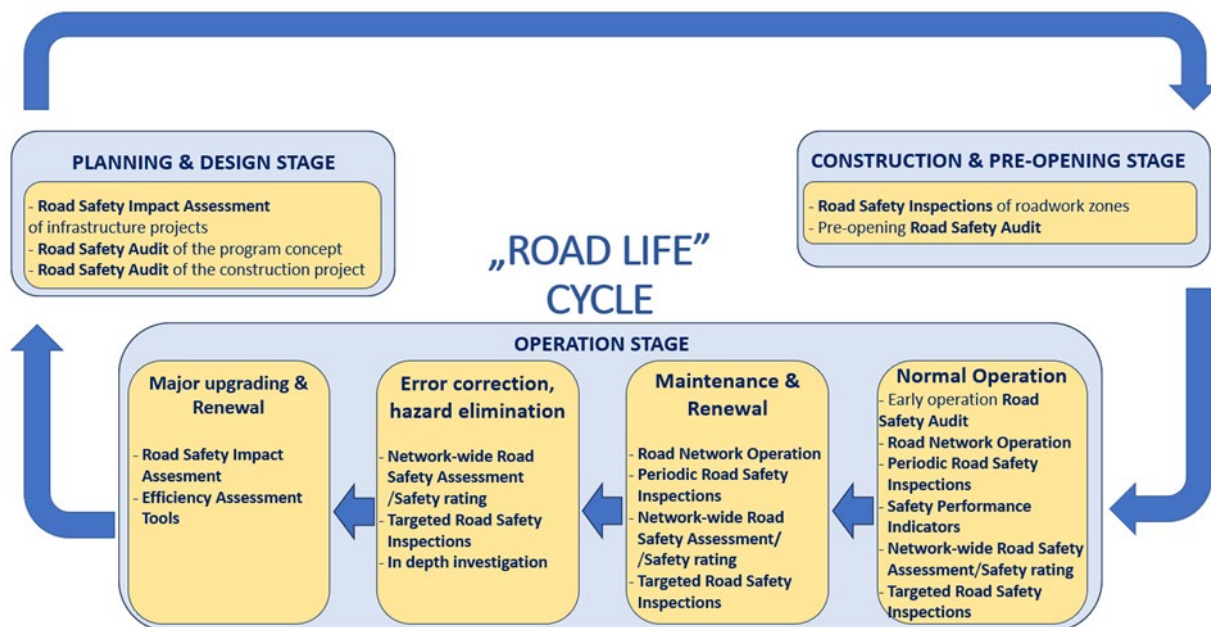 PLANNING & DESIGN STAGE
- Road Safety Impact Assessment
of infrastructure projects
- Road Safety Audit of the program concept
- Road Safety Audit of the construction project
CONSTRUCTION & PRE-OPENING STAGE
- Road Safety Inspections of roadwork zones
- Pre-opening Road Safety Audit
„ROAD LIFE”
CYCLE
OPERATION STAGE
Major upgrading &
Renewal
- Road Safety Impact
Assesment
- Efficiency Assessment
Tools
Error correction,
hazard elimination
- Network-wide Road
Safety Assessment
/Safety rating
- Targeted Road Safety
Inspections
- In depth investigation
Maintenance &
Renewal
- Road Network Operation
- Periodic Road Safety
Inspections
- Network-wide Road
Safety Assessment/
/Safety rating
- Targeted Road Safety
Inspections
Normal Operation
- Early operation Road
Safety Audit
- Road Network Operation
- Periodic Road Safety
Inspections
- Safety Performance
Indicators
- Network-wide Road Safety
Assessment/Safety rating
- Targeted Road Safety
Inspections